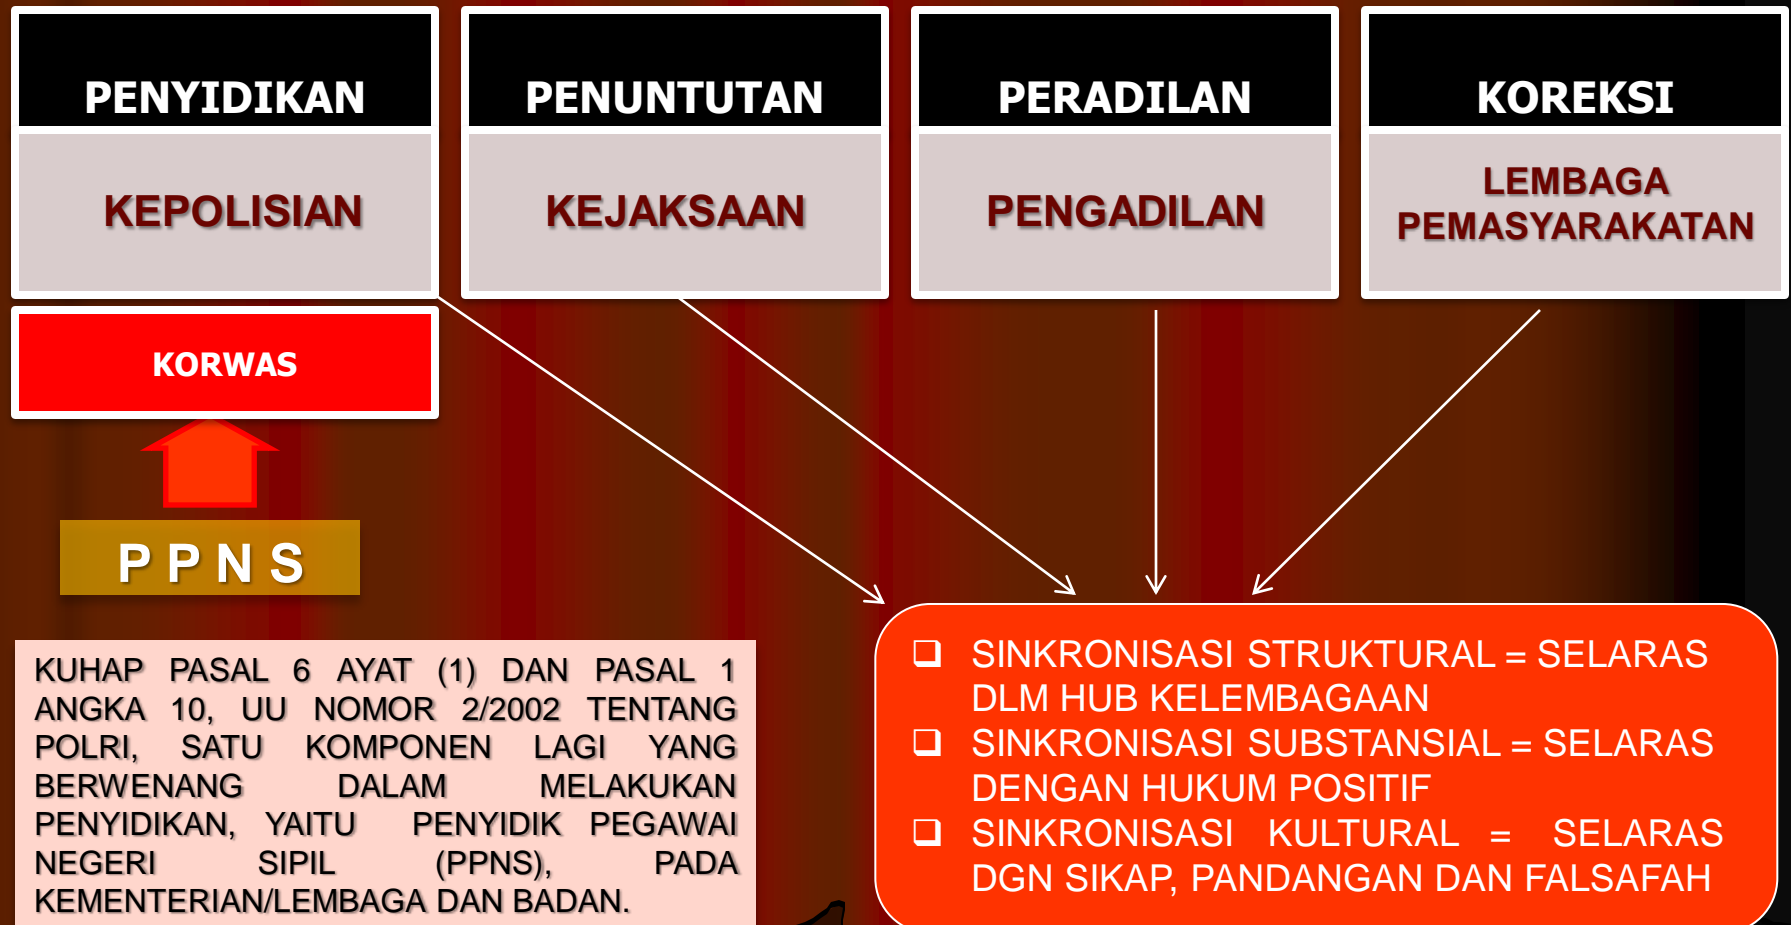 PENYIDIKAN
KEPOLISIAN
PENUNTUTAN
KEJAKSAAN
PERADILAN
PENGADILAN
KOREKSI
LEMBAGA
PEMASYARAKATAN
KORWAS
P P N S
KUHAP PASAL 6 AYAT (1) DAN PASAL 1
ANGKA 10, UU NOMOR 2/2002 TENTANG
POLRI, SATU KOMPONEN LAGI YANG
BERWENANG DALAM MELAKUKAN
PENYIDIKAN, YAITU PENYIDIK PEGAWAI
NEGERI SIPIL (PPNS), PADA
KEMENTERIAN/LEMBAGA DAN BADAN.
SINKRONISASI STRUKTURAL = SELARAS
DLM HUB KELEMBAGAAN
SINKRONISASI SUBSTANSIAL = SELARAS
DENGAN HUKUM POSITIF
SINKRONISASI KULTURAL = SELARAS
DGN SIKAP, PANDANGAN DAN FALSAFAH